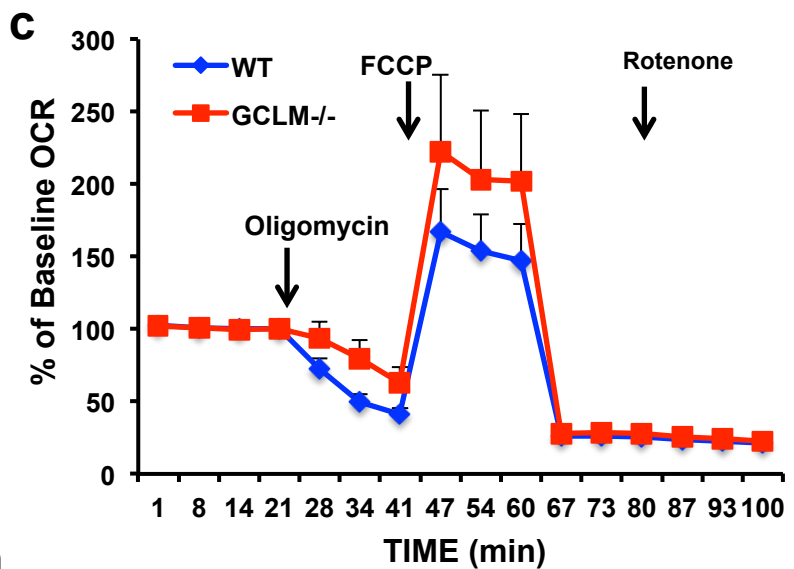 c
300
250
200
150
100
50
0
% of Baseline OCR
WT
GCLM-/-
Oligomycin
FCCP
Rotenone
1 8 14 21 28 34 41 47 54 60 67 73 80 87 93 100
TIME (min)